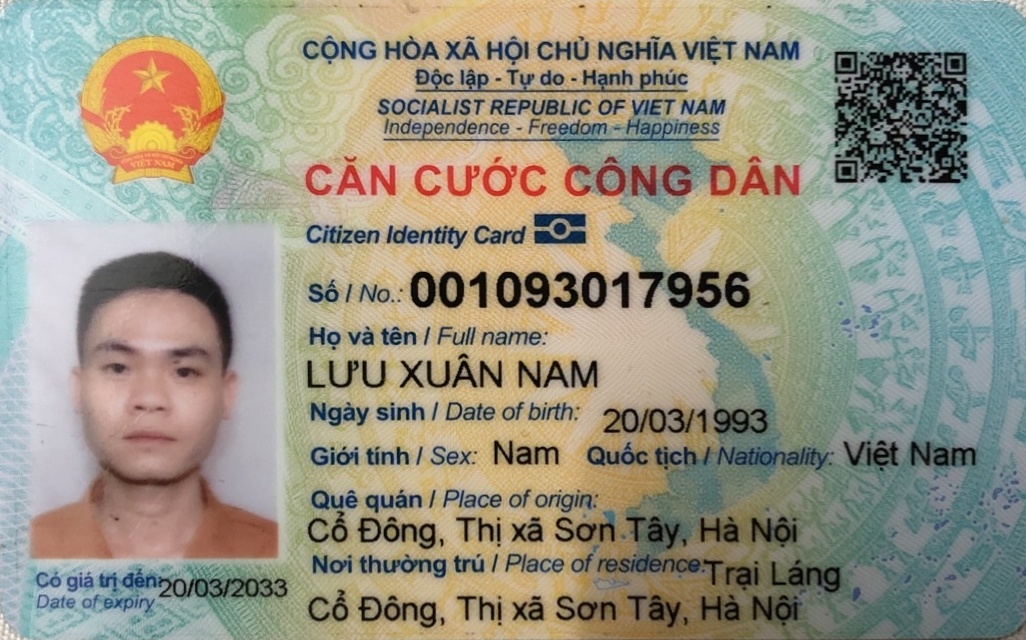 CỘNG HÒA XÃ HỘI CHỦ NGHĨA VIỆT NAM
Độc lập - Tự do - Hạnh phúc
SOCIALIST REPUBLIC OF VIET NAM
Independence - Freedom - Happiness
CĂN CƯỚC CÔNG DÂN
Citizen Identity Card
Số / No.: 001093017956
Họ và tên / Full name:
LƯU XUÂN NAM
Ngày sinh / Date of birth: 20/03/1993
Giới tính / Sex: Nam Quốc tịch / Nationality: Việt Nam
Quê quán / Place of origin:
Cổ Đông, Thị xã Sơn Tây, Hà Nội
Nơi thường trú / Place of residence: Trại Láng
Cổ Đông, Thị xã Sơn Tây, Hà Nội
Có giá trị đến: 20/03/2033
Date of expiry
VIỆT NAM